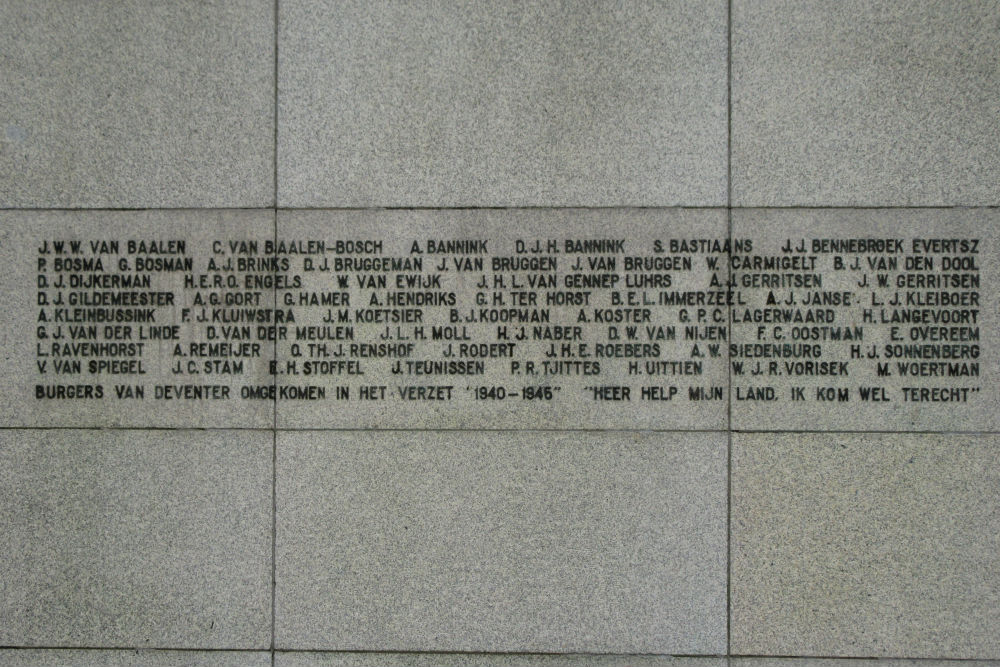 J.W.W. VAN BAALEN C. VAN BAALEN-BOSCH A. BANNINK D.J.H. BANNINK S. BASTIAANS J.J. BENNEBROEK EVERTSZ
P. BOSMA G. BOSMAN A.J. BRINKS D.J. BRUGGEMAN J. VAN BRUGGEN J. VAN BRUGGEN W. CARMIGELT B.J. VAN DEN DOOL
D.J. DIJKERMAN H.E.R.O. ENGELS W. VAN EWIJK J.H.L. VAN GENNEP LUHRS A.J. GERRITSEN J.W. GERRITSEN
D.J. GILDEMEESTER A.G. GORT G. HAMER A. HENDRIKS G.H. TER HORST B.E.L. IMMERZEEL A.J. JANSE L.J. KLEIBOER
A. KLEINBUSSINK F.J. KLUIWSTRA J.M. KOETSIER B.J. KOOPMAN A. KOSTER G.P.C. LAGERWAARD H. LANGEVOORT
G.J. VAN DER LINDE D. VAN DER MEULEN J.L.H. MOLL H.J. NABER D.W. VAN NIJEN F.C. OOSTMAN E. OVEREEM
L. RAVENHORST A. REMEIJER O. TH. J. RENSHOF J. RODERT J.H.E. ROEBERS A.W. SIEDENBURG H.J. SONNENBERG
V. VAN SPIEGEL J.C. STAM E.H. STOFFEL J. TEUNISSEN P.R. TJITTES H. UITTIEN W.J.R. VORISEK M. WOERTMAN
BURGERS VAN DEVENTER OMGEKOMEN IN HET VERZET "1940-1945" "HEER HELP MIJN LAND, IK KOM WEL TERECHT"